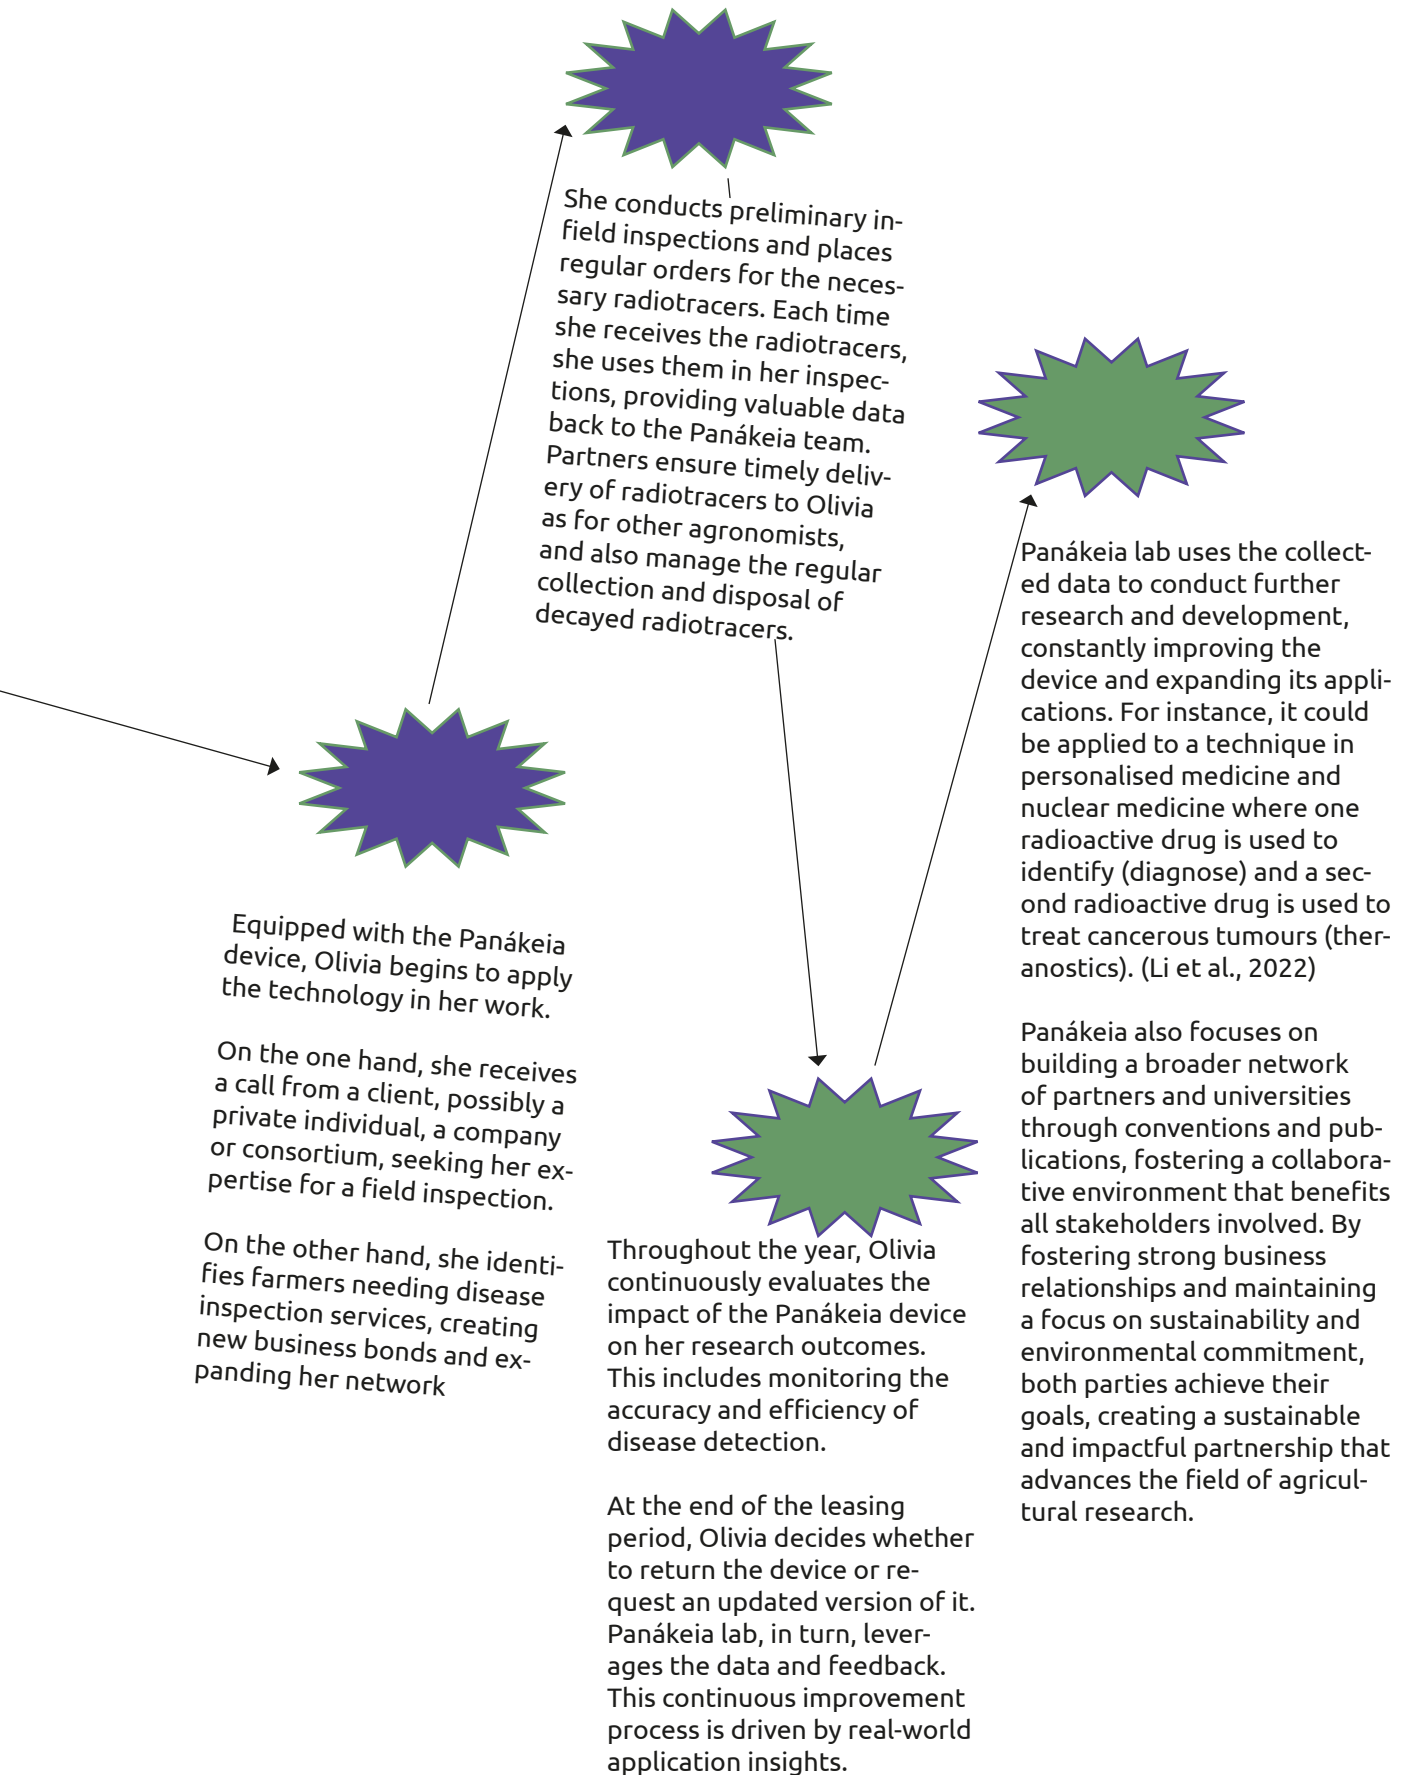 Equipped with the Panákeia
device, Olivia begins to apply
the technology in her work.
On the one hand, she receives
a call from a client, possibly a
private individual, a company
or consortium, seeking her ex-
pertise for a field inspection.
On the other hand, she identi-
fies farmers needing disease
inspection services, creating
new business bonds and ex-
panding her network
She conducts preliminary in-
field inspections and places
regular orders for the neces-
sary radiotracers. Each time
she receives the radiotracers,
she uses them in her inspec-
tions, providing valuable data
back to the Panákeia team.
Partners ensure timely deliv-
ery of radiotracers to Olivia
as for other agronomists,
and also manage the regular
collection and disposal of
decayed radiotracers.
Throughout the year, Olivia
continuously evaluates the
impact of the Panákeia device
on her research outcomes.
This includes monitoring the
accuracy and efficiency of
disease detection.
At the end of the leasing
period, Olivia decides whether
to return the device or re-
quest an updated version of it.
Panákeia lab, in turn, lever-
ages the data and feedback.
This continuous improvement
process is driven by real-world
application insights.
Panákeia lab uses the collect-
ed data to conduct further
research and development,
constantly improving the
device and expanding its appli-
cations. For instance, it could
be applied to a technique in
personalised medicine and
nuclear medicine where one
radioactive drug is used to
identify (diagnose) and a sec-
ond radioactive drug is used to
treat cancerous tumours (ther-
anostics). (Li et al., 2022)
Panákeia also focuses on
building a broader network
of partners and universities
through conventions and pub-
lications, fostering a collabora-
tive environment that benefits
all stakeholders involved. By
fostering strong business
relationships and maintaining
a focus on sustainability and
environmental commitment,
both parties achieve their
goals, creating a sustainable
and impactful partnership that
advances the field of agricul-
tural research.